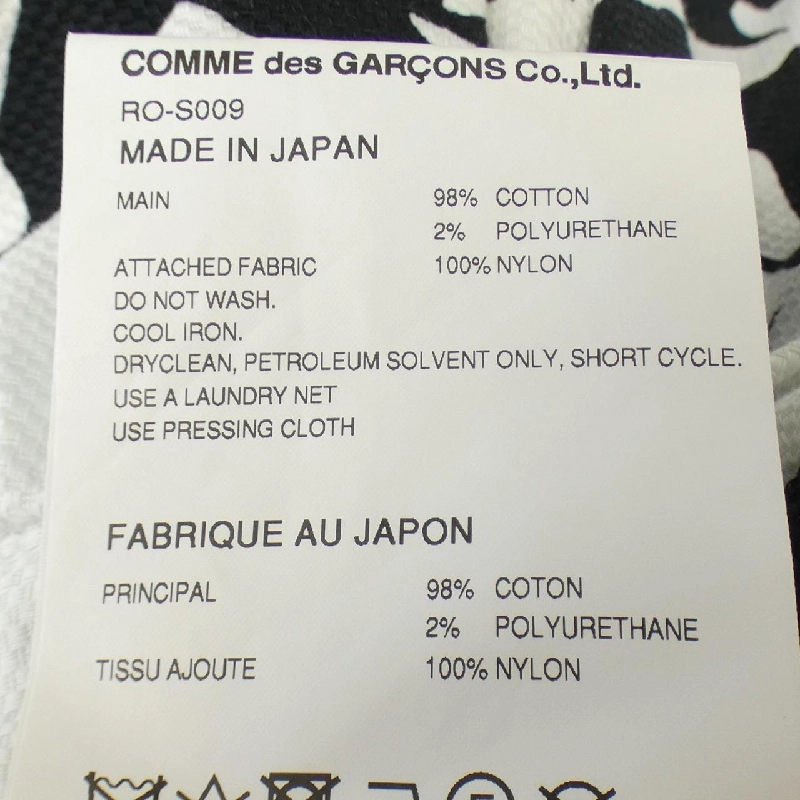 COMME des GARÇONS Co.,Ltd.
RO-S009
MADE IN JAPAN
MAIN 98% COTTON
2% POLYURETHANE
ATTACHED FABRIC 100% NYLON
DO NOT WASH.
COOL IRON.
DRYCLEAN, PETROLEUM SOLVENT ONLY, SHORT CYCLE.
USE A LAUNDRY NET
USE PRESSING CLOTH
FABRIQUE AU JAPON
PRINCIPAL 98% COTON
2% POLYURETHANE
TISSU AJOUTE 100% NYLON